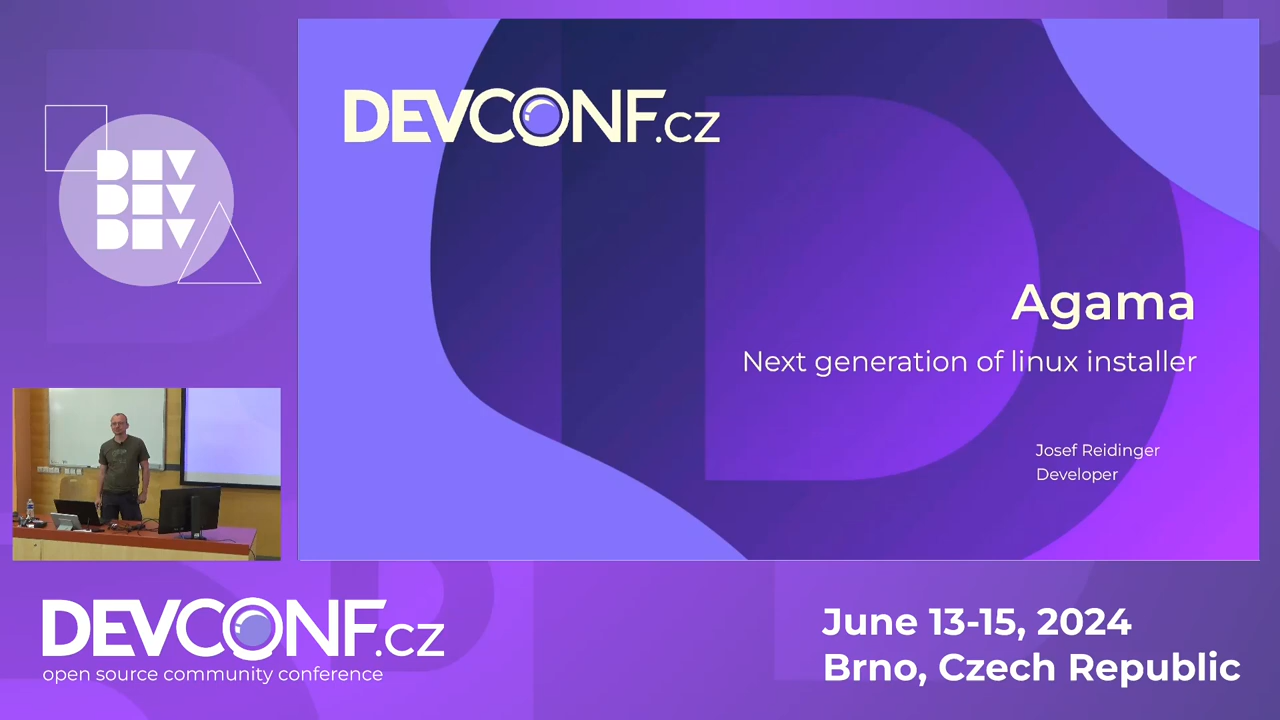 DEVCONF.cz
Agama
Next generation of linux installer
Josef Reidinger
Developer
DEV
DEV
DEV
DEVCONF.cz
open source community conference
June 13-15, 2024
Brno, Czech Republic